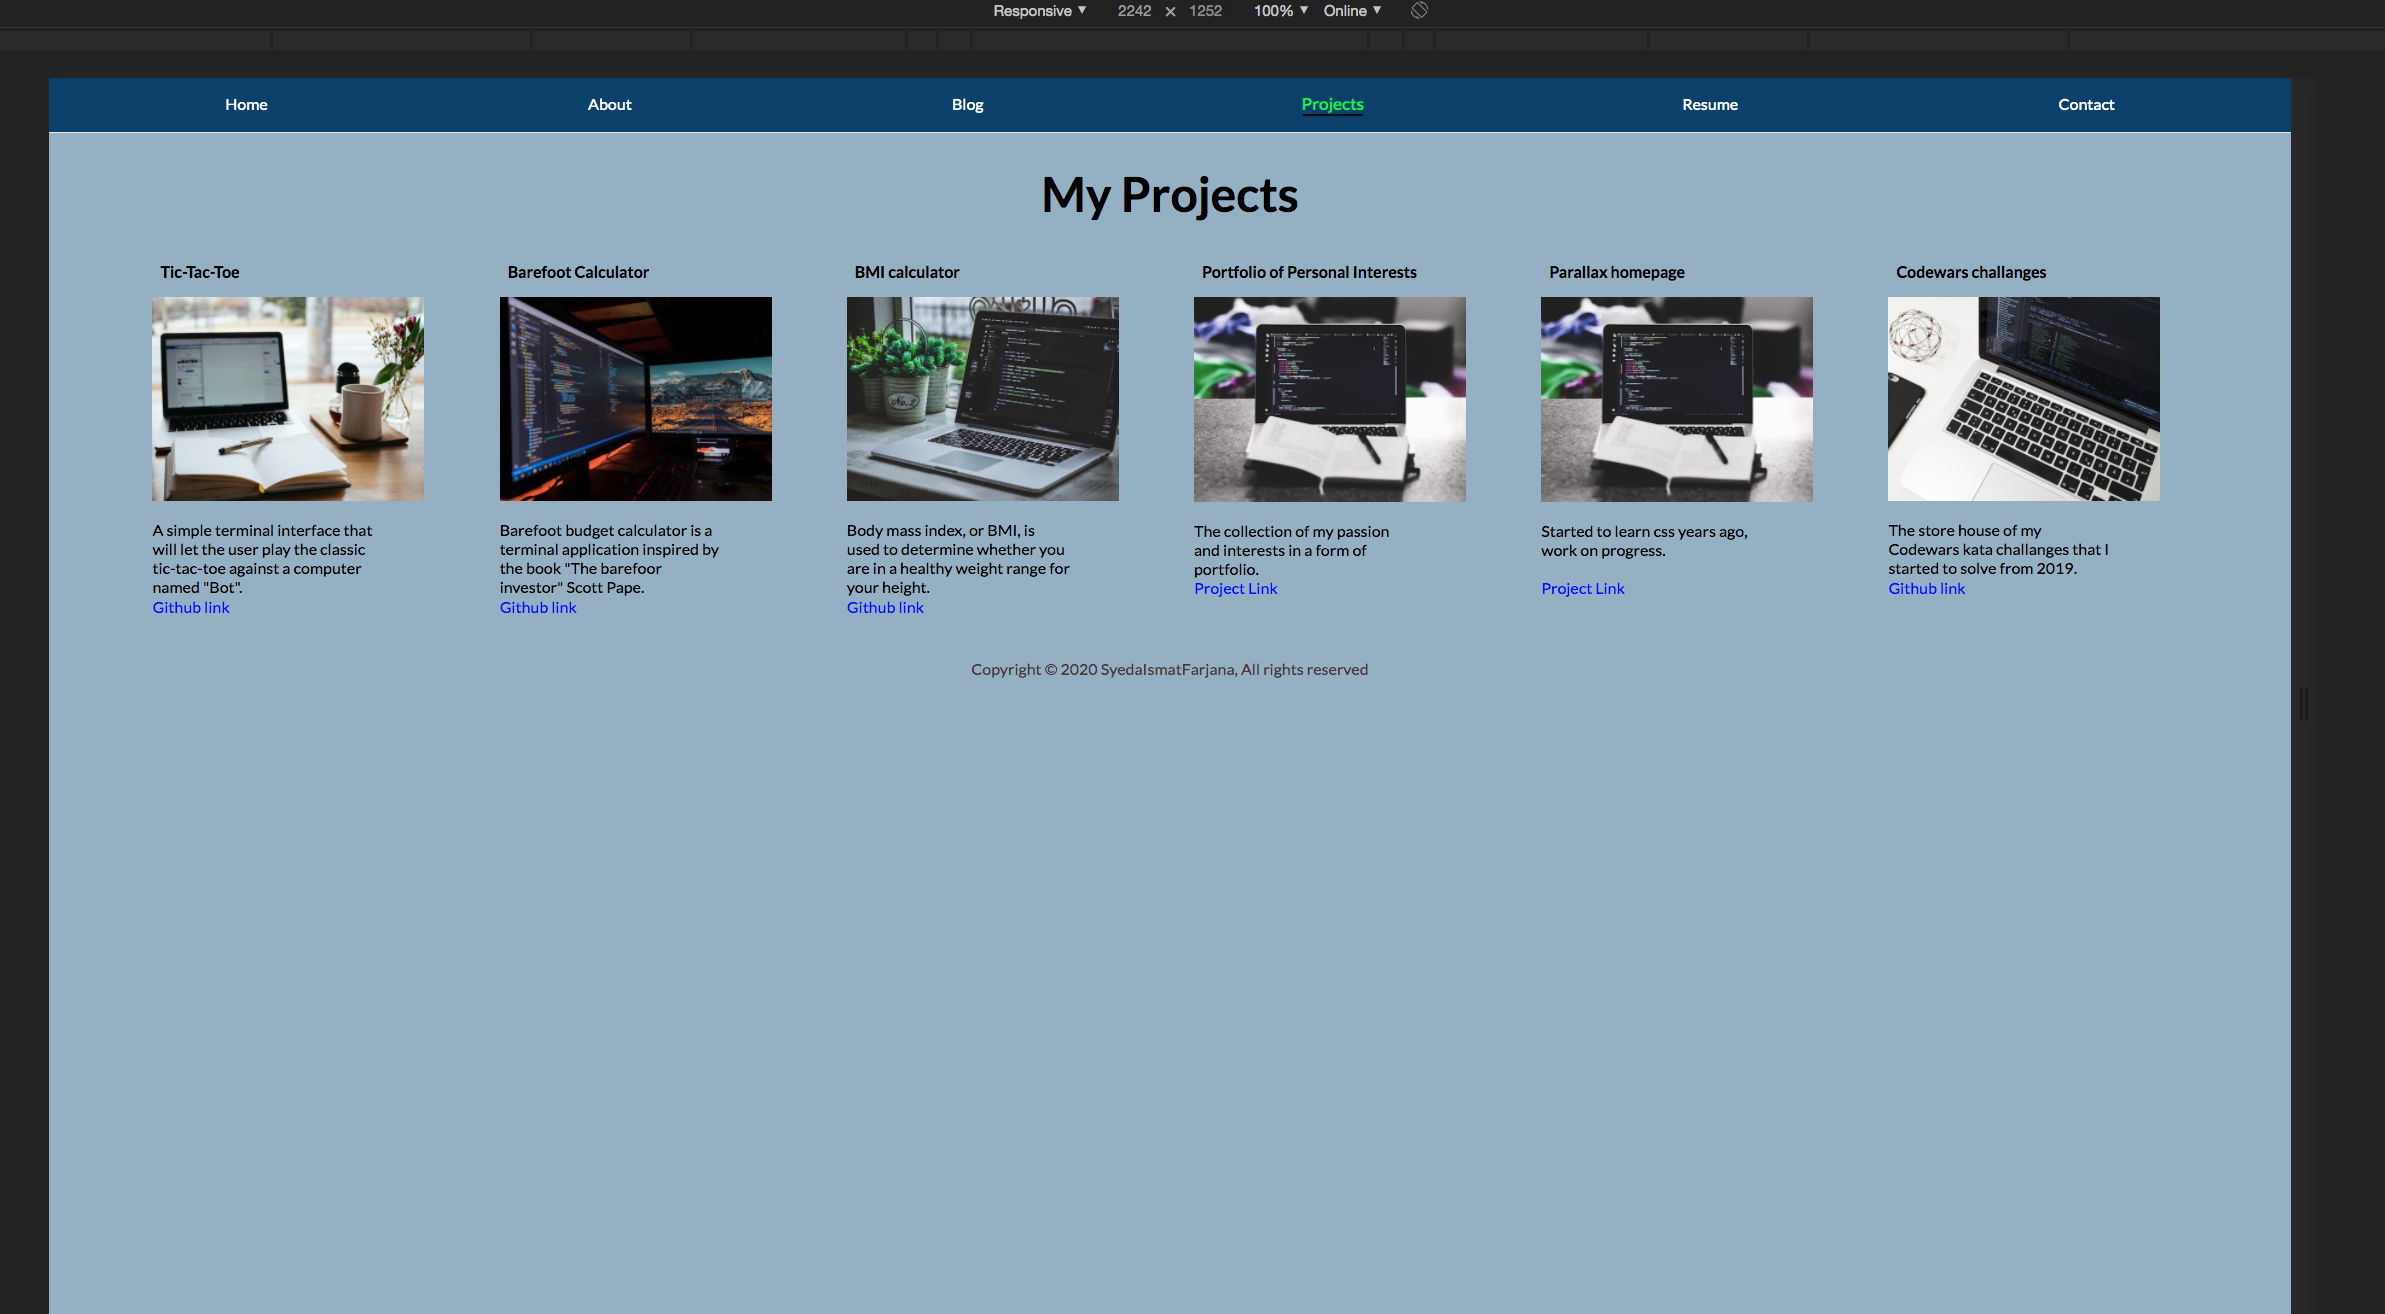 Responsive ▼ 2242 × 1252 100% ▼ Online ▼
Home About Blog Projects Resume Contact
My Projects
Tic-Tac-Toe
A simple terminal interface that
will let the user play the classic
tic-tac-toe against a computer
named "Bot".
Github link
Barefoot Calculator
Barefoot budget calculator is a
terminal application inspired by
the book "The barefoor
investor" Scott Pape.
Github link
BMI calculator
No. 2
Body mass index, or BMI, is
used to determine whether you
are in a healthy weight range for
your height.
Github link
Portfolio of Personal Interests
The collection of my passion
and interests in a form of
portfolio.
Project Link
Parallax homepage
Started to learn css years ago,
work on progress.
Project Link
Codewars challanges
The store house of my
Codewars kata challanges that I
started to solve from 2019.
Github link
Copyright © 2020 SyedaIsmatFarjana, All rights reserved